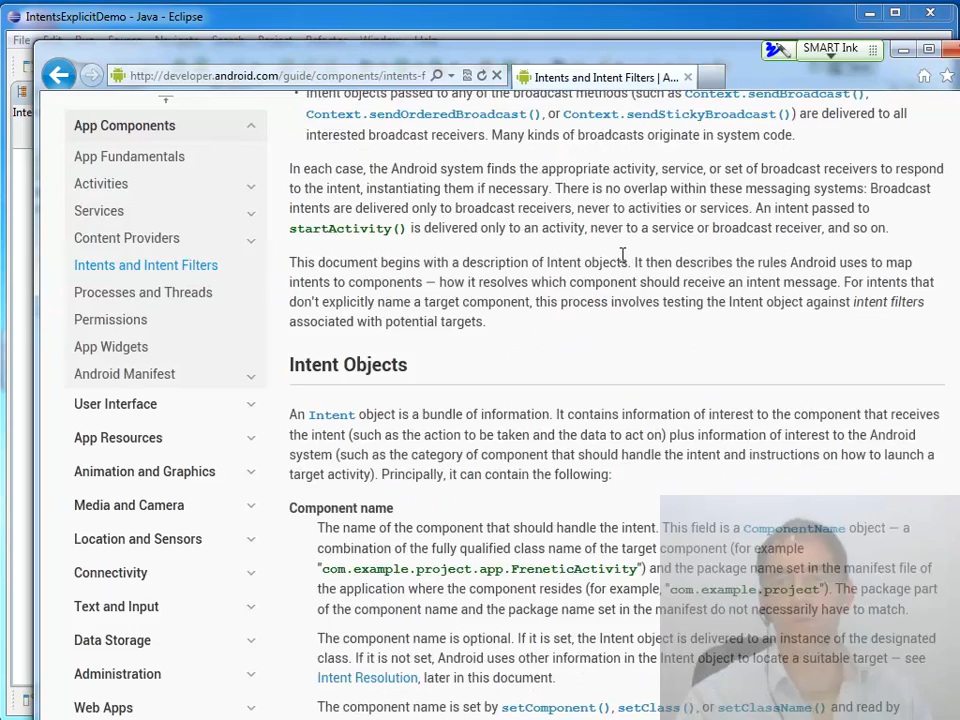 IntentsExplicitDemo - Java - Eclipse
SMART Ink
http://developer.android.com/guide/components/intents-f
Intents and Intent Filters | A...
Inte
App Components
App Fundamentals
Activities
Services
Content Providers
Intents and Intent Filters
Processes and Threads
Permissions
App Widgets
Android Manifest
User Interface
App Resources
Animation and Graphics
Media and Camera
Location and Sensors
Connectivity
Text and Input
Data Storage
Administration
Web Apps
Intent objects passed to any of the broadcast methods (such as Context.sendBroadcast(),
Context.sendOrderedBroadcast(), or Context.sendStickyBroadcast()) are delivered to all
interested broadcast receivers. Many kinds of broadcasts originate in system code.
In each case, the Android system finds the appropriate activity, service, or set of broadcast receivers to respond
to the intent, instantiating them if necessary. There is no overlap within these messaging systems: Broadcast
intents are delivered only to broadcast receivers, never to activities or services. An intent passed to
startActivity() is delivered only to an activity, never to a service or broadcast receiver, and so on.
This document begins with a description of Intent objects. It then describes the rules Android uses to map
intents to components — how it resolves which component should receive an intent message. For intents that
don't explicitly name a target component, this process involves testing the Intent object against intent filters
associated with potential targets.
Intent Objects
An Intent object is a bundle of information. It contains information of interest to the component that receives
the intent (such as the action to be taken and the data to act on) plus information of interest to the Android
system (such as the category of component that should handle the intent and instructions on how to launch a
target activity). Principally, it can contain the following:
Component name
The name of the component that should handle the intent. This field is a ComponentName object — a
combination of the fully qualified class name of the target component (for example
"com.example.project.app.FreneticActivity") and the package name set in the manifest file of
the application where the component resides (for example, "com.example.project"). The package part
of the component name and the package name set in the manifest do not necessarily have to match.
The component name is optional. If it is set, the Intent object is delivered to an instance of the designated
class. If it is not set, Android uses other information in the Intent object to locate a suitable target — see
Intent Resolution, later in this document.
The component name is set by setComponent(), setClass(), or setClassName() and read by